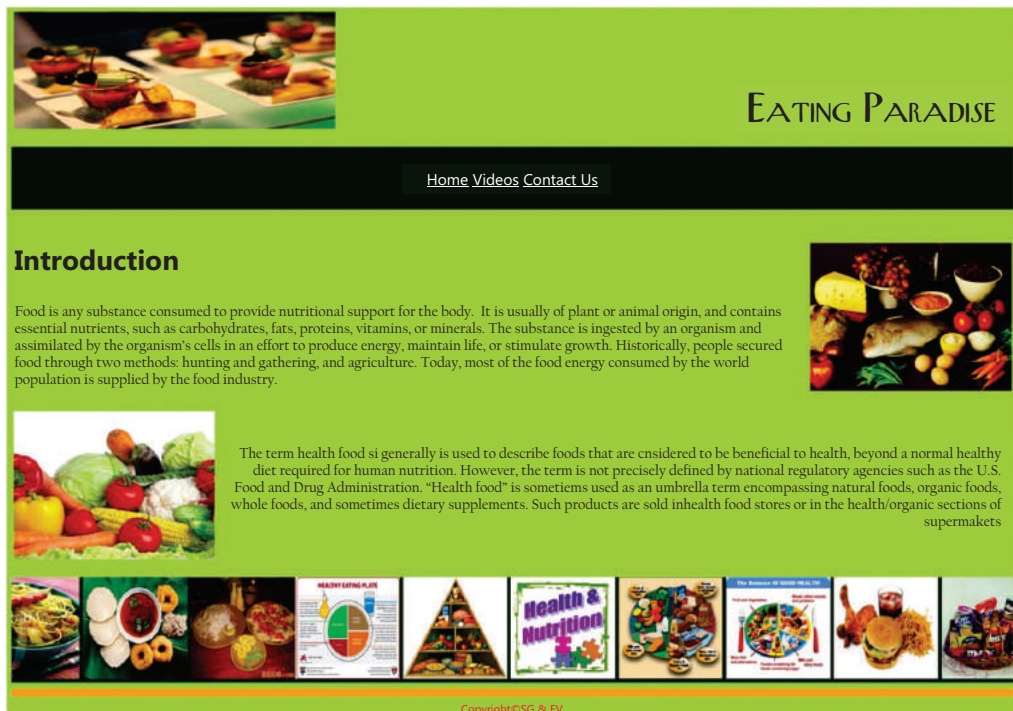 EATING PARADISE
Home Videos Contact Us
Introduction
Food is any substance consumed to provide nutritional support for the body. It is usually of plant or animal origin, and contains
essential nutrients, such as carbohydrates, fats, proteins, vitamins, or minerals. The substance is ingested by an organism and
assimilated by the organism's cells in an effort to produce energy, maintain life, or stimulate growth. Historically, people secured
food through two methods: hunting and gathering, and agriculture. Today, most of the food energy consumed by the world
population is supplied by the food industry.
The term health food si generally is used to describe foods that are cnsidered to be beneficial to health, beyond a normal healthy
diet required for human nutrition. However, the term is not precisely defined by national regulatory agencies such as the U.S.
Food and Drug Administration. “Health food” is sometiems used as an umbrella term encompassing natural foods, organic foods,
whole foods, and sometimes dietary supplements. Such products are sold inhealth food stores or in the health/organic sections of
supermakets
HEALTHY EATING PLATE
Health &
Nutrition
The Balance of GOOD HEALTH
Copyright©SG & EV